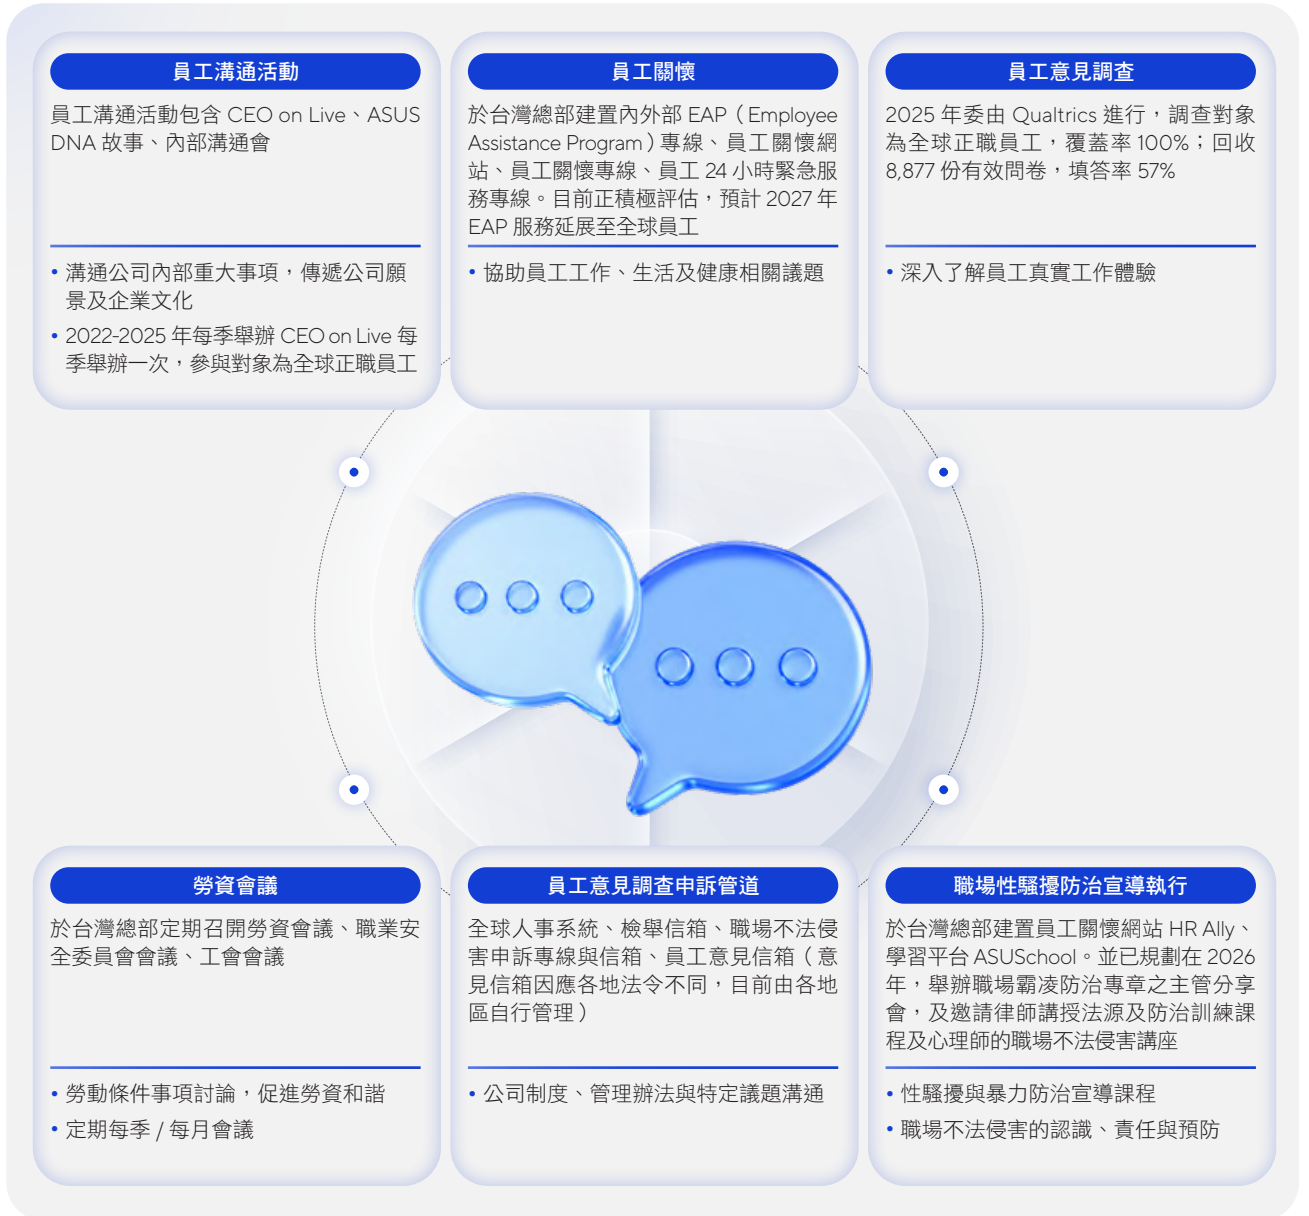 員工溝通活動
員工溝通活動包含 CEO on Live、ASUS
DNA 故事、內部溝通會
• 溝通公司內部重大事項，傳遞公司願
景及企業文化
• 2022-2025 年每季舉辦 CEO on Live 每
季舉辦一次，參與對象為全球正職員工
員工關懷
於台灣總部建置內外部 EAP（Employee
Assistance Program）專線、員工關懷網
站、員工關懷專線、員工 24 小時緊急服
務專線。目前正積極評估，預計 2027 年
EAP 服務延展至全球員工
• 協助員工工作、生活及健康相關議題
員工意見調查
2025 年委由 Qualtrics 進行，調查對象
為全球正職員工，覆蓋率 100%；回收
8,877 份有效問卷，填答率 57%
• 深入了解員工真實工作體驗
勞資會議
於台灣總部定期召開勞資會議、職業安
全委員會會議、工會會議
• 勞動條件事項討論，促進勞資和諧
• 定期每季 / 每月會議
員工意見調查申訴管道
全球人事系統、檢舉信箱、職場不法侵
害申訴專線與信箱、員工意見信箱（意
見信箱因應各地法令不同，目前由各地
區自行管理）
• 公司制度、管理辦法與特定議題溝通
職場性騷擾防治宣導執行
於台灣總部建置員工關懷網站 HR Ally、
學習平台 ASUSchool。並已規劃在 2026
年，舉辦職場霸凌防治專章之主管分享
會，及邀請律師講授法源及防治訓練課
程及心理師的職場不法侵害講座
• 性騷擾與暴力防治宣導課程
• 職場不法侵害的認識、責任與預防